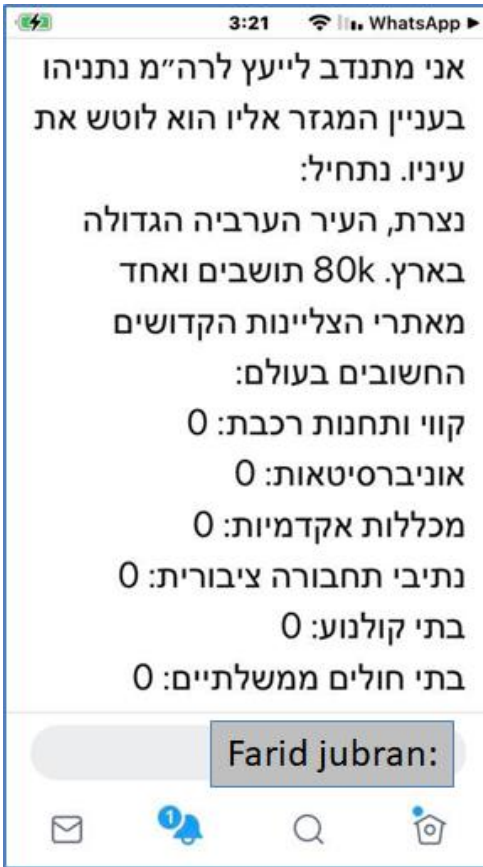 3:21 WhatsApp ►
אני מתנדב לייעץ לרה״מ נתניהו
בעניין המגזר אליו הוא לוטש את
עיניו. נתחיל:
נצרת, העיר הערביה הגדולה
בארץ. 80k תושבים ואחד
מאתרי הצליינות הקדושים
החשובים בעולם:
קווי ותחנות רכבת: 0
אוניברסיטאות: 0
מכללות אקדמיות: 0
נתיבי תחבורה ציבורית: 0
בתי קולנוע: 0
בתי חולים ממשלתיים: 0
Farid jubran:
1